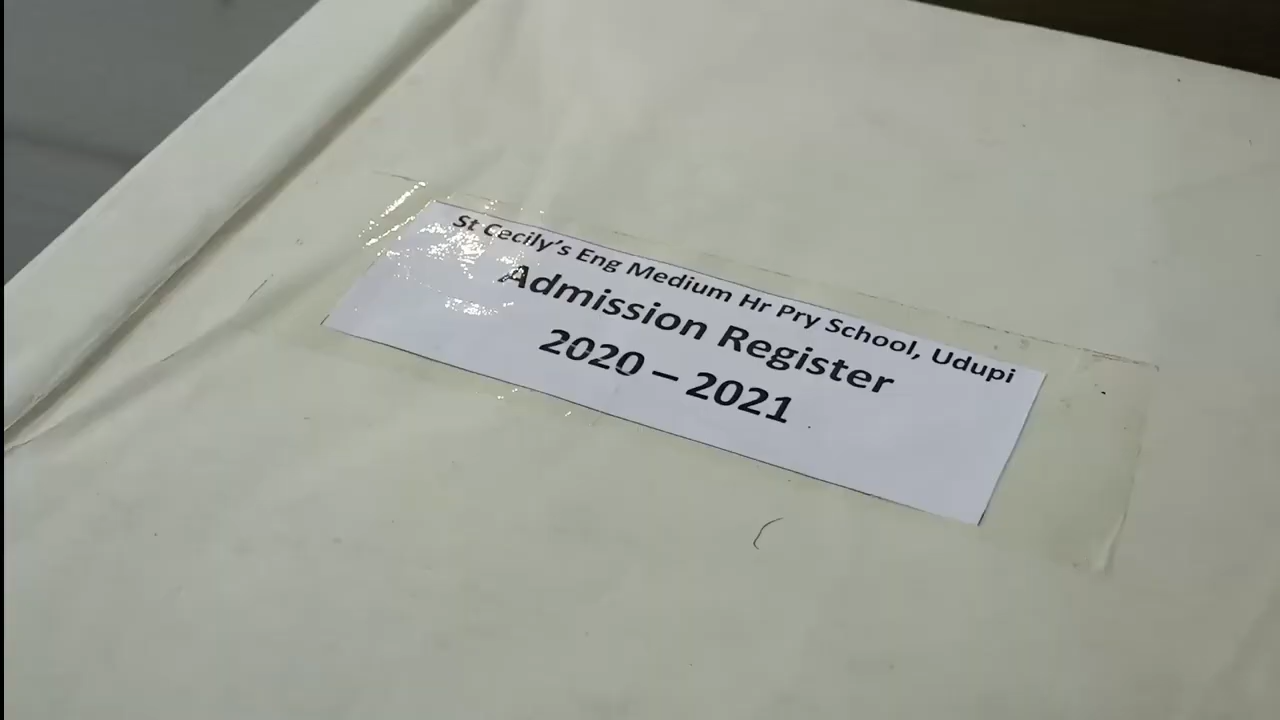 St Cecily's Eng Medium Hr Pry School, Udupi
Admission Register
2020 – 2021